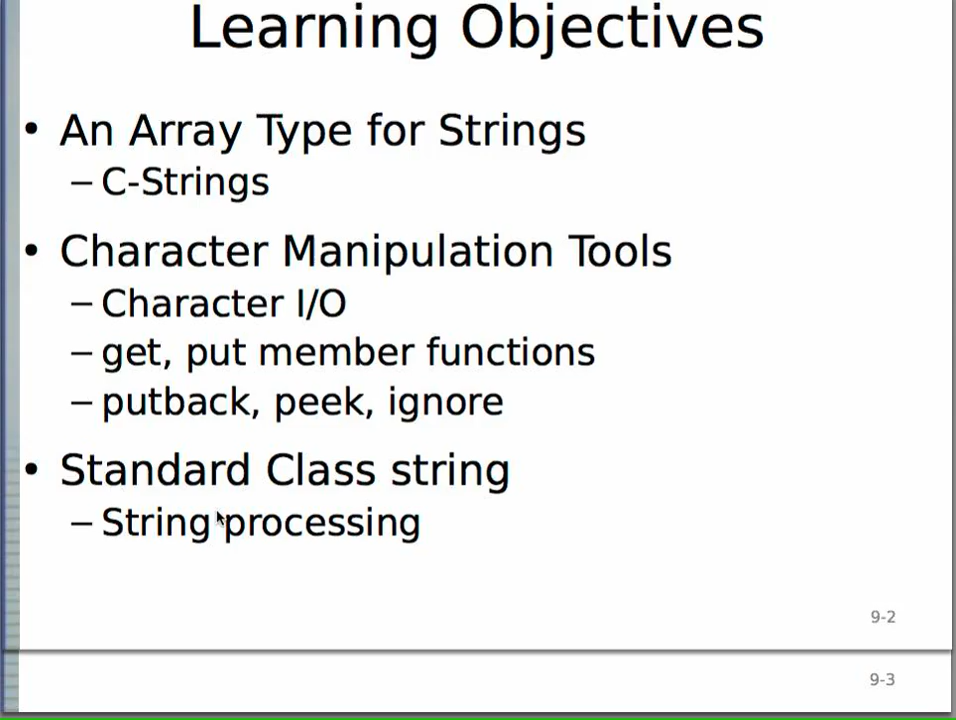 Learning Objectives
• An Array Type for Strings
– C-Strings
• Character Manipulation Tools
– Character I/O
– get, put member functions
– putback, peek, ignore
• Standard Class string
– String processing
9-2
9-3